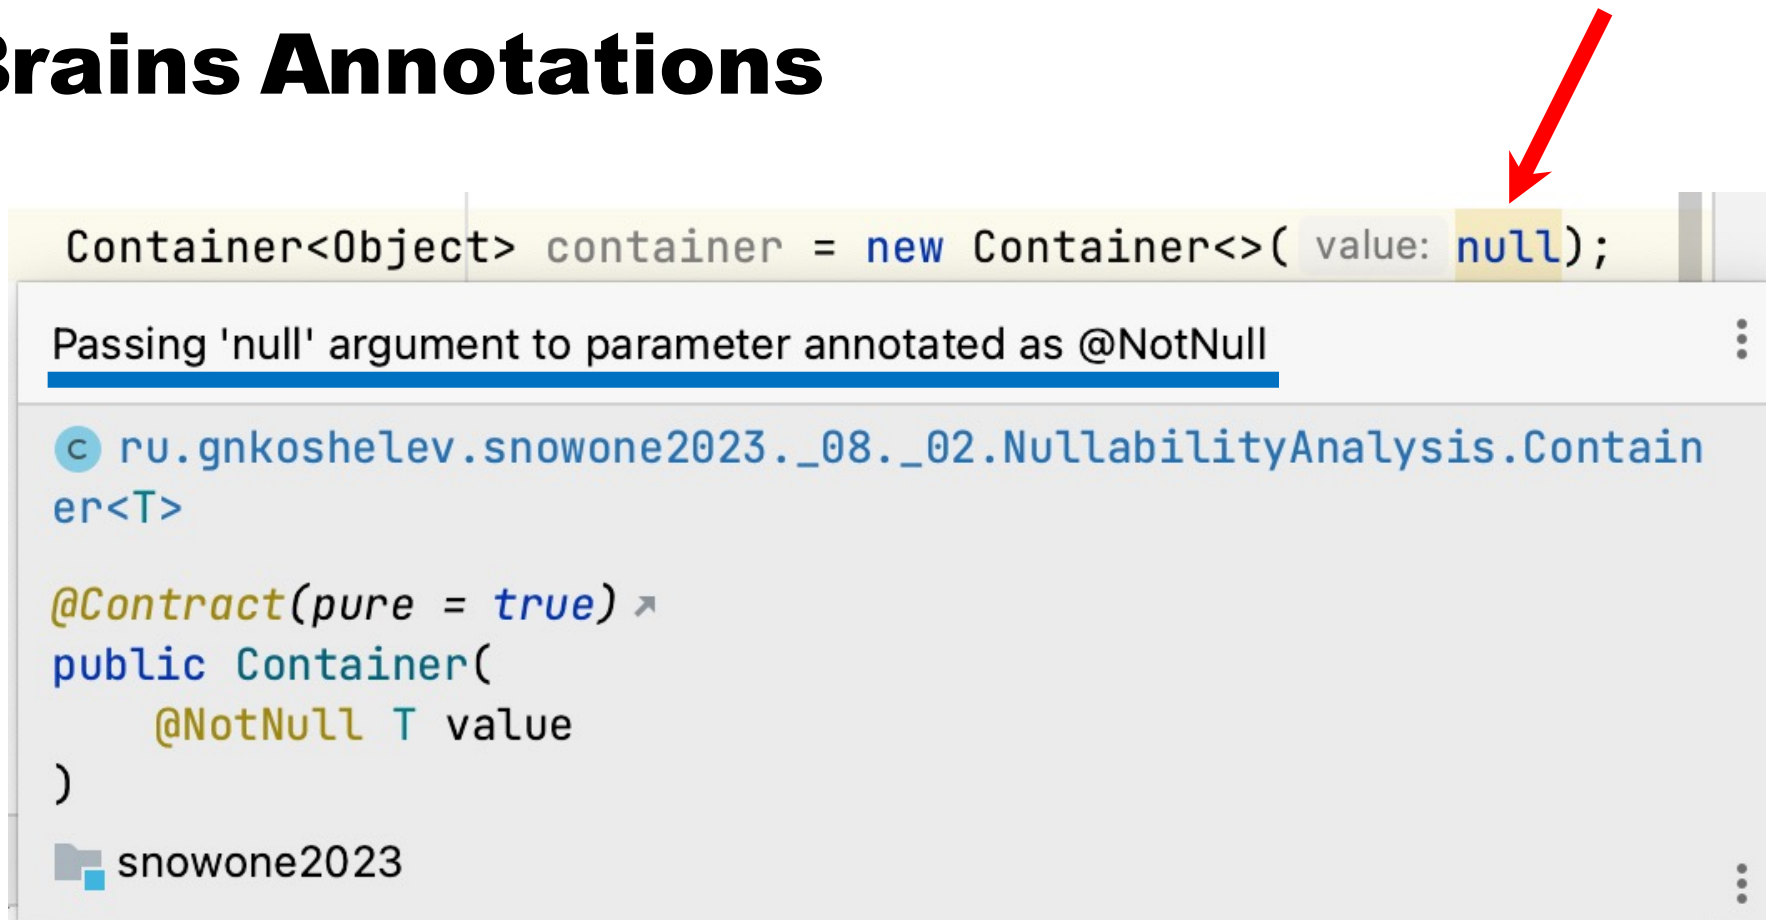 Brains Annotations
Container<Object> container = new Container<>( value: null);
Passing 'null' argument to parameter annotated as @NotNull
C ru.gnkoshelev.snowone2023._08._02.NullabilityAnalysis.Contain
er<T>
@Contract(pure = true)
public Container(
@NotNull T value
)
snowone2023